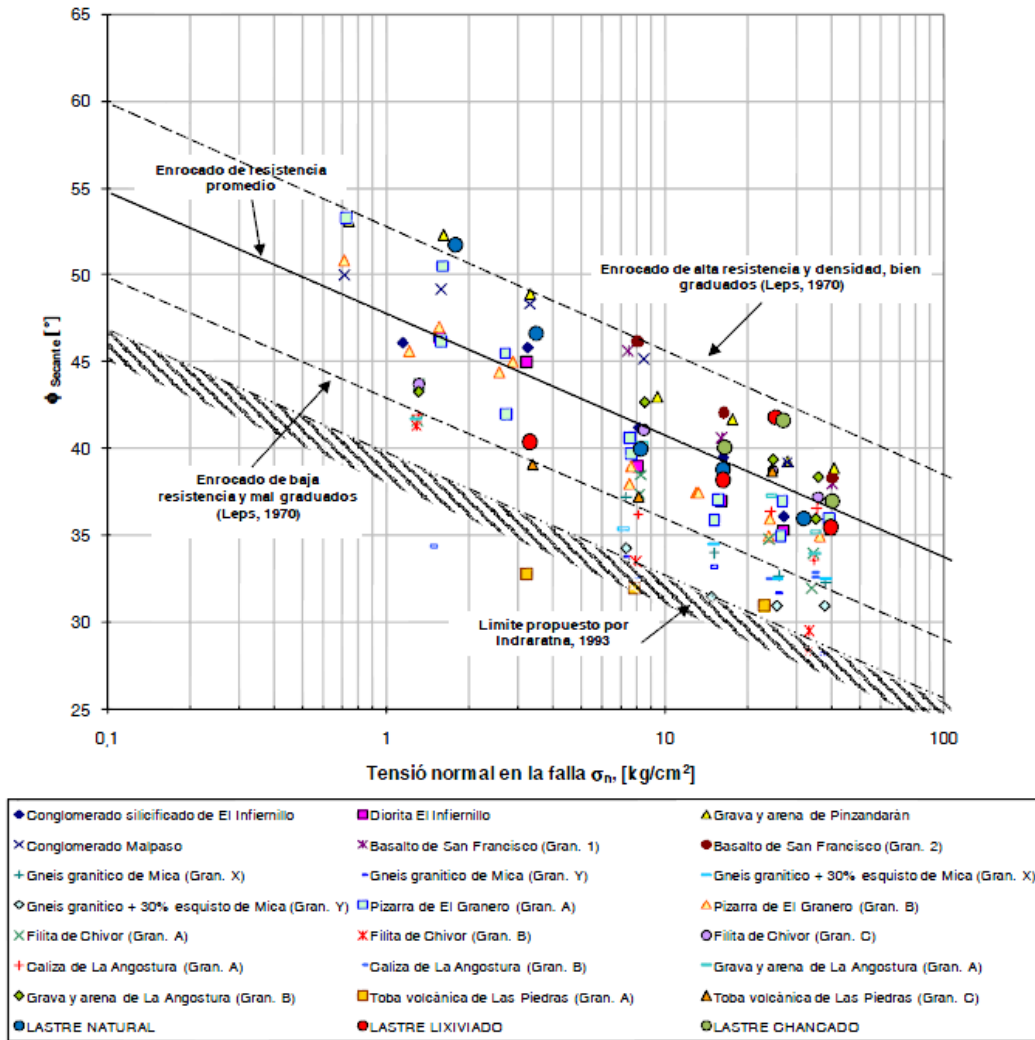 65
60
55
50
45
40
35
30
25
ϕ Secante [°]
Enrocado de resistencia
promedio
Enrocado de alta resistencia y densidad, bien
graduados (Leps, 1970)
Enrocado de baja
resistencia y mal graduados
(Leps, 1970)
Límite propuesto por
Indraratna, 1993
0,1
1
10
100
Tensió normal en la falla σn, [kg/cm²]
Conglomerado silicificado de El Infiernillo
Diorita El Infiernillo
Grava y arena de Pinzandarán
Conglomerado Malpaso
Basalto de San Francisco (Gran. 1)
Basalto de San Francisco (Gran. 2)
Gneis granítico de Mica (Gran. X)
Gneis granítico de Mica (Gran. Y)
Gneis granítico + 30% esquisto de Mica (Gran. X)
Gneis granítico + 30% esquisto de Mica (Gran. Y)
Pizarra de El Granero (Gran. A)
Pizarra de El Granero (Gran. B)
Filita de Chivor (Gran. A)
Filita de Chivor (Gran. B)
Filita de Chivor (Gran. C)
Caliza de La Angostura (Gran. A)
Caliza de La Angostura (Gran. B)
Grava y arena de La Angostura (Gran. A)
Grava y arena de La Angostura (Gran. B)
Toba volcánica de Las Piedras (Gran. A)
Toba volcánica de Las Piedras (Gran. C)
LASTRE NATURAL
LASTRE LIXIVIADO
LASTRE CHANCADO